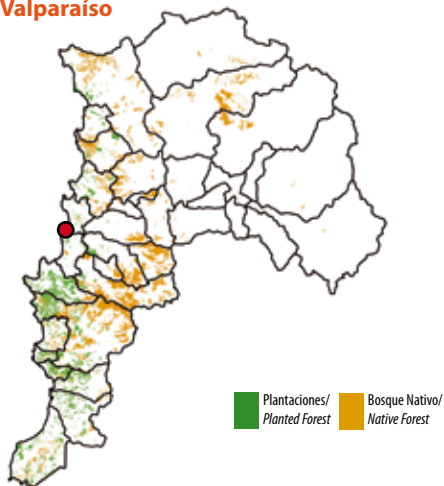 Valparaíso
Plantaciones/
Planted Forest
Bosque Nativo/
Native Forest